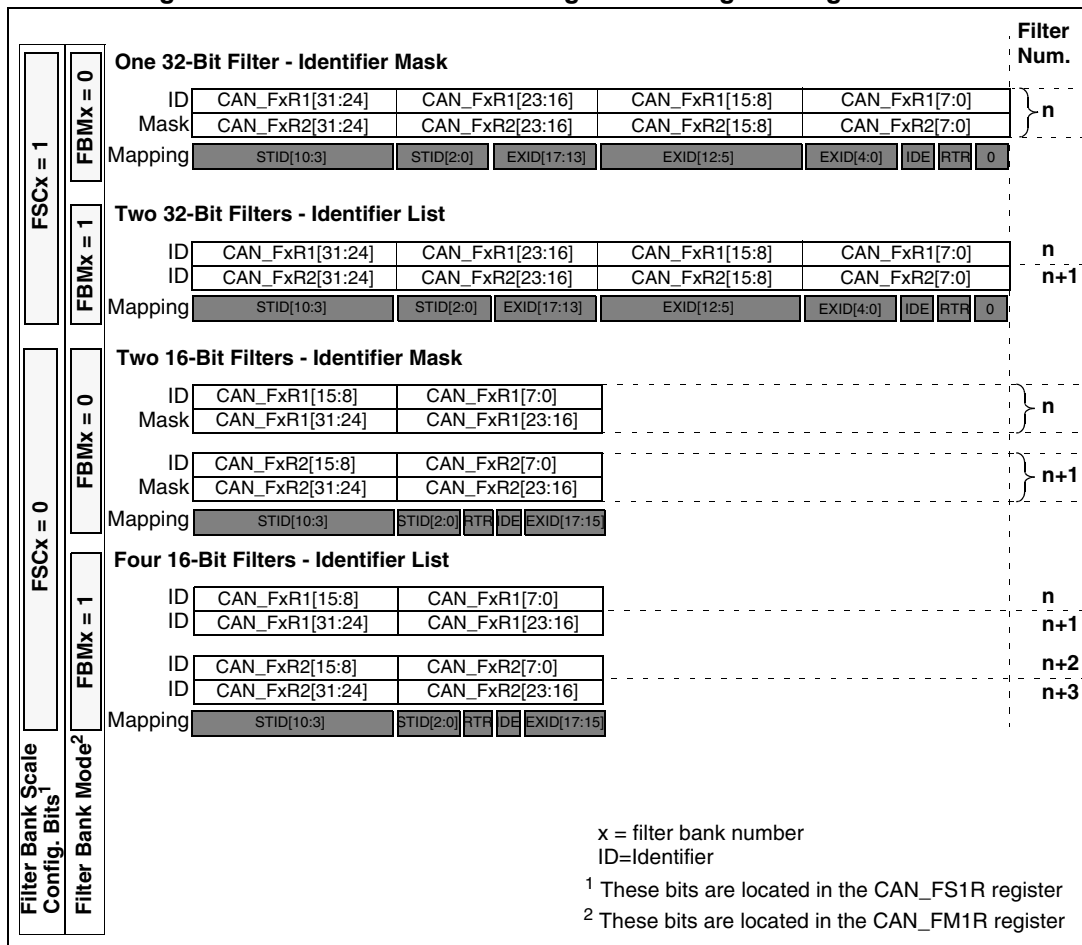 Filter
Num.
One 32-Bit Filter - Identifier Mask
FSCx = 1
FBMx = 0
ID CAN_FxR1[31:24] CAN_FxR1[23:16] CAN_FxR1[15:8] CAN_FxR1[7:0] n
Mask CAN_FxR2[31:24] CAN_FxR2[23:16] CAN_FxR2[15:8] CAN_FxR2[7:0]
Mapping STID[10:3] STID[2:0] EXID[17:13] EXID[12:5] EXID[4:0] IDE RTR 0
Two 32-Bit Filters - Identifier List
FBMx = 1
ID CAN_FxR1[31:24] CAN_FxR1[23:16] CAN_FxR1[15:8] CAN_FxR1[7:0] n
ID CAN_FxR2[31:24] CAN_FxR2[23:16] CAN_FxR2[15:8] CAN_FxR2[7:0] n+1
Mapping STID[10:3] STID[2:0] EXID[17:13] EXID[12:5] EXID[4:0] IDE RTR 0
Two 16-Bit Filters - Identifier Mask
FSCx = 0
FBMx = 0
ID CAN_FxR1[15:8] CAN_FxR1[7:0] n
Mask CAN_FxR1[31:24] CAN_FxR1[23:16]
ID CAN_FxR2[15:8] CAN_FxR2[7:0] n+1
Mask CAN_FxR2[31:24] CAN_FxR2[23:16]
Mapping STID[10:3] STID[2:0] RTR IDE EXID[17:15]
Four 16-Bit Filters - Identifier List
FBMx = 1
ID CAN_FxR1[15:8] CAN_FxR1[7:0] n
ID CAN_FxR1[31:24] CAN_FxR1[23:16] n+1
ID CAN_FxR2[15:8] CAN_FxR2[7:0] n+2
ID CAN_FxR2[31:24] CAN_FxR2[23:16] n+3
Mapping STID[10:3] STID[2:0] RTR IDE EXID[17:15]
Filter Bank Scale
Config. Bits1
Filter Bank Mode2
x = filter bank number
ID=Identifier
1 These bits are located in the CAN_FS1R register
2 These bits are located in the CAN_FM1R register